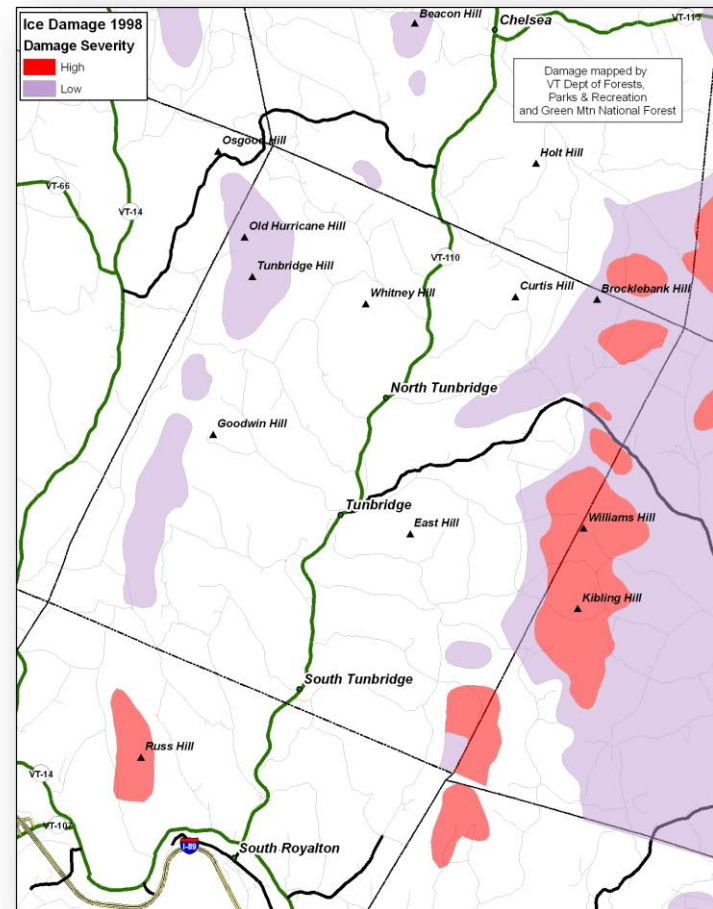 Ice Damage 1998
Damage Severity
High
Low
Beacon Hill
Chelsea
VT-113
Damage mapped by
VT Dept of Forests,
Parks & Recreation
and Green Mtn National Forest
Osgood Hill
Holt Hill
VT-66
VT-14
Old Hurricane Hill
VT-110
Tunbridge Hill
Whitney Hill
Curtis Hill
Brocklebank Hill
North Tunbridge
Goodwin Hill
Tunbridge
East Hill
Williams Hill
Kibling Hill
South Tunbridge
Russ Hill
VT-14
VT-107
I-89
South Royalton